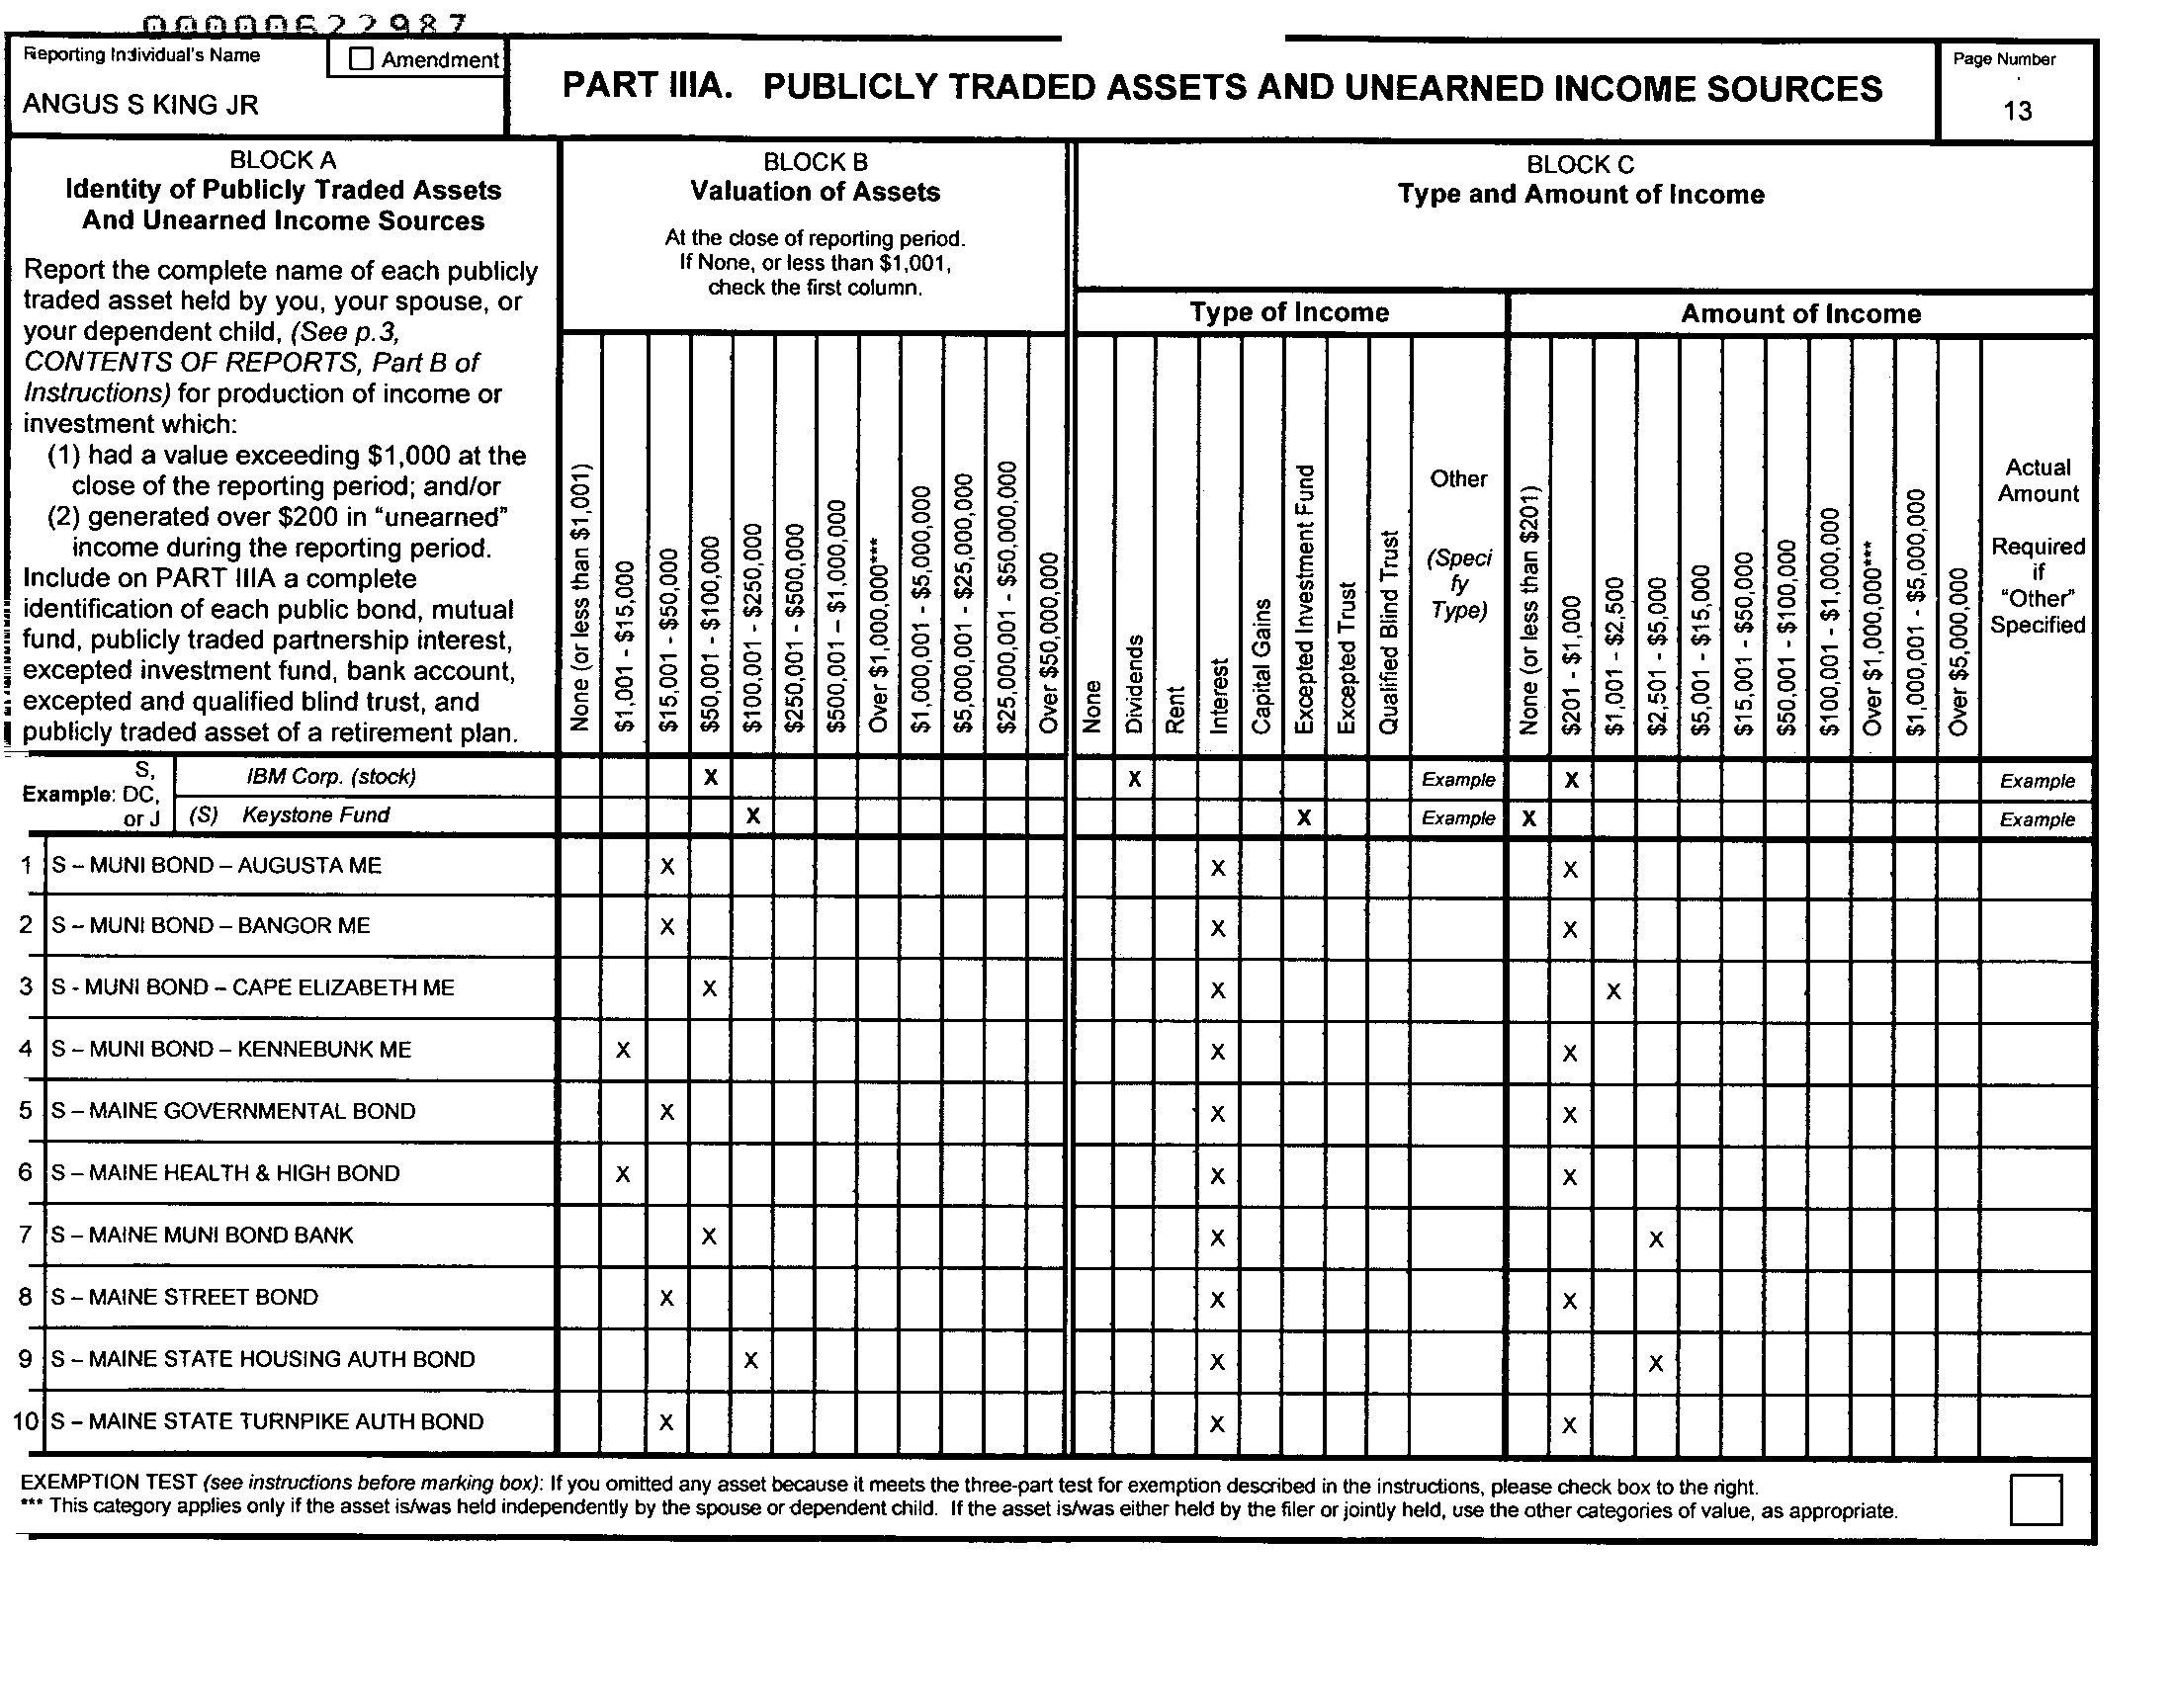 00000622987
Reporting Individual's Name
Amendment
ANGUS S KING JR
PART IIIA. PUBLICLY TRADED ASSETS AND UNEARNED INCOME SOURCES
Page Number
13
BLOCK A
Identity of Publicly Traded Assets
And Unearned Income Sources
Report the complete name of each publicly
traded asset held by you, your spouse, or
your dependent child, (See p.3,
CONTENTS OF REPORTS, Part B of
Instructions) for production of income or
investment which:
(1) had a value exceeding $1,000 at the
close of the reporting period; and/or
(2) generated over $200 in "unearned"
income during the reporting period.
Include on PART IIIA a complete
identification of each public bond, mutual
fund, publicly traded partnership interest,
excepted investment fund, bank account,
excepted and qualified blind trust, and
publicly traded asset of a retirement plan.
BLOCK B
Valuation of Assets
At the close of reporting period.
If None, or less than $1,001,
check the first column.
None (or less than $1,001)
$1,001 - $15,000
$15,001 - $50,000
$50,001 - $100,000
$100,001 - $250,000
$250,001 - $500,000
$500,001 – $1,000,000
Over $1,000,000***
$1,000,001 - $5,000,000
$5,000,001 - $25,000,000
$25,000,001 - $50,000,000
Over $50,000,000
BLOCK C
Type and Amount of Income
Type of Income
None
Dividends
Rent
Interest
Capital Gains
Excepted Investment Fund
Excepted Trust
Qualified Blind Trust
Other
(Speci
fy
Type)
Amount of Income
None (or less than $201)
$201 - $1,000
$1,001 - $2,500
$2,501 - $5,000
$5,001 - $15,000
$15,001 - $50,000
$50,001 - $100,000
$100,001 - $1,000,000
Over $1,000,000***
$1,000,001 - $5,000,000
Over $5,000,000
Actual
Amount
Required
if
"Other"
Specified
Example: S, DC, or J
IBM Corp. (stock) X X Example X Example
(S) Keystone Fund X X Example X Example
1 S – MUNI BOND – AUGUSTA ME X X X
2 S – MUNI BOND – BANGOR ME X X X
3 S - MUNI BOND – CAPE ELIZABETH ME X X X
4 S – MUNI BOND – KENNEBUNK ME X X X
5 S – MAINE GOVERNMENTAL BOND X X X
6 S – MAINE HEALTH & HIGH BOND X X X
7 S – MAINE MUNI BOND BANK X X X
8 S – MAINE STREET BOND X X X
9 S – MAINE STATE HOUSING AUTH BOND X X X
10 S – MAINE STATE TURNPIKE AUTH BOND X X X
EXEMPTION TEST (see instructions before marking box): If you omitted any asset because it meets the three-part test for exemption described in the instructions, please check box to the right.
*** This category applies only if the asset is/was held independently by the spouse or dependent child. If the asset is/was either held by the filer or jointly held, use the other categories of value, as appropriate.